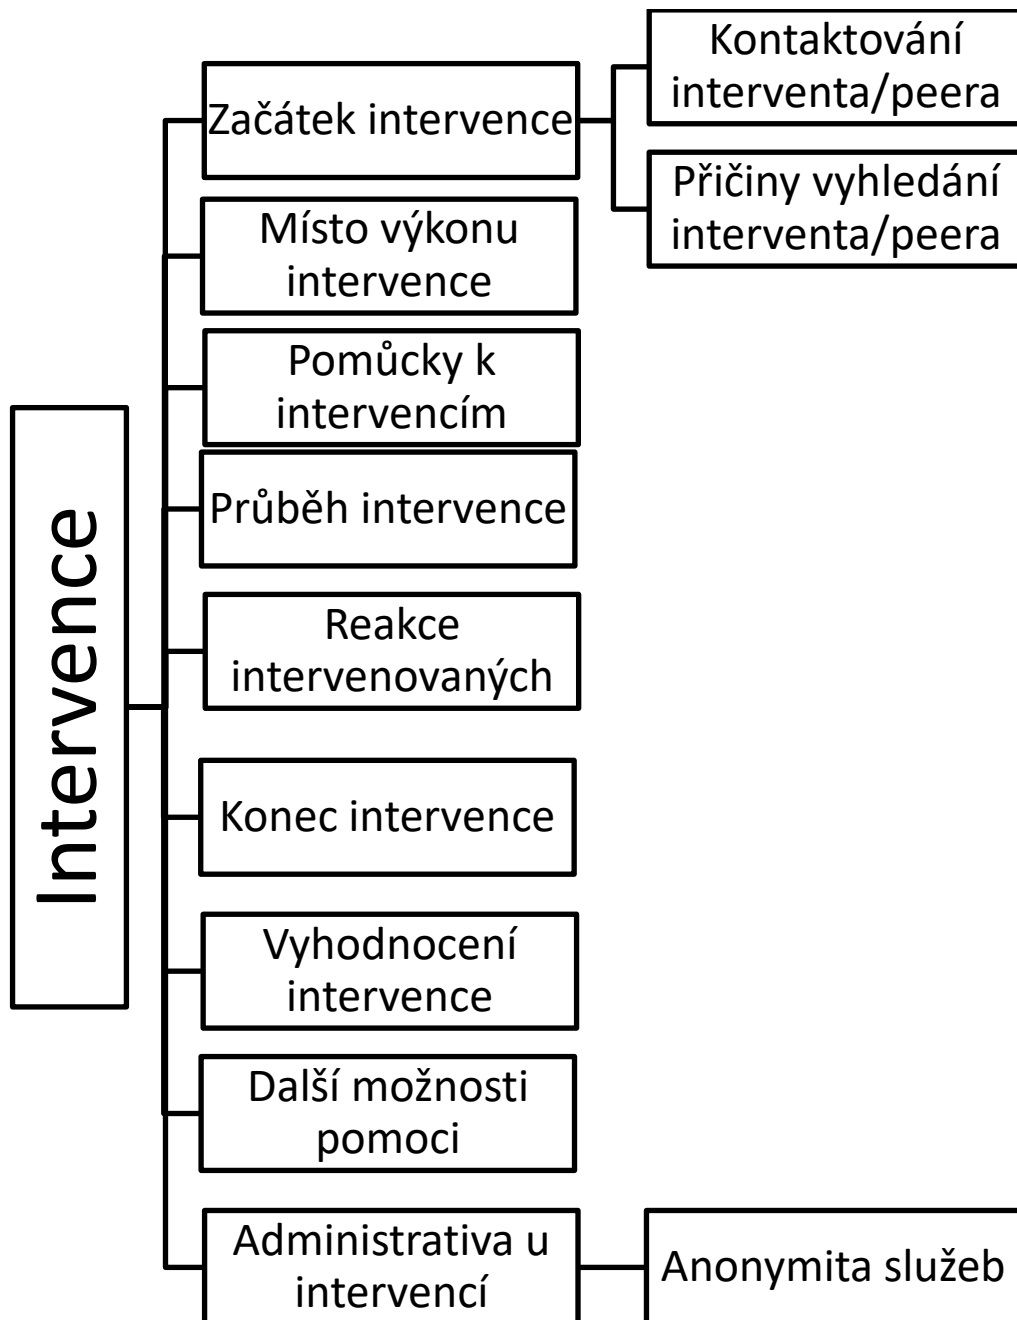 Intervence
Začátek intervence
Kontaktování
interventa/peera
Přičiny vyhledání
interventa/peera
Místo výkonu
intervence
Pomůcky k
intervencím
Průběh intervence
Reakce
intervenovaných
Konec intervence
Vyhodnocení
intervence
Další možnosti
pomoci
Administrativa u
intervencí
Anonymita služeb